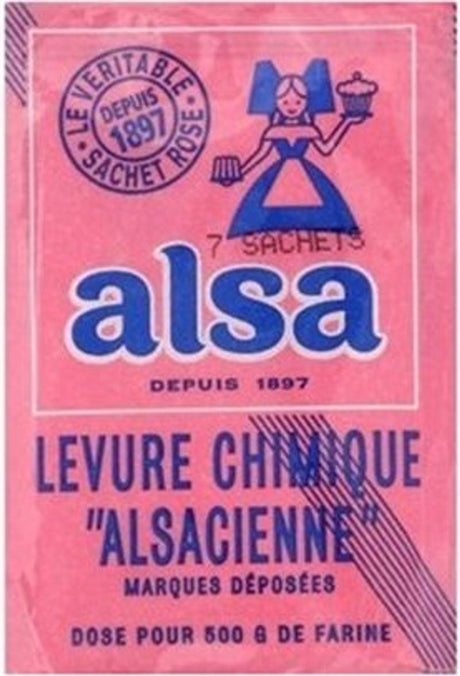 LE VÉRITABLE
DEPUIS
1897
SACHET ROSE
7 SACHETS
alsa
DEPUIS 1897
LEVURE CHIMIQUE
"ALSACIENNE"
MARQUES DÉPOSÉES
DOSE POUR 500 G DE FARINE